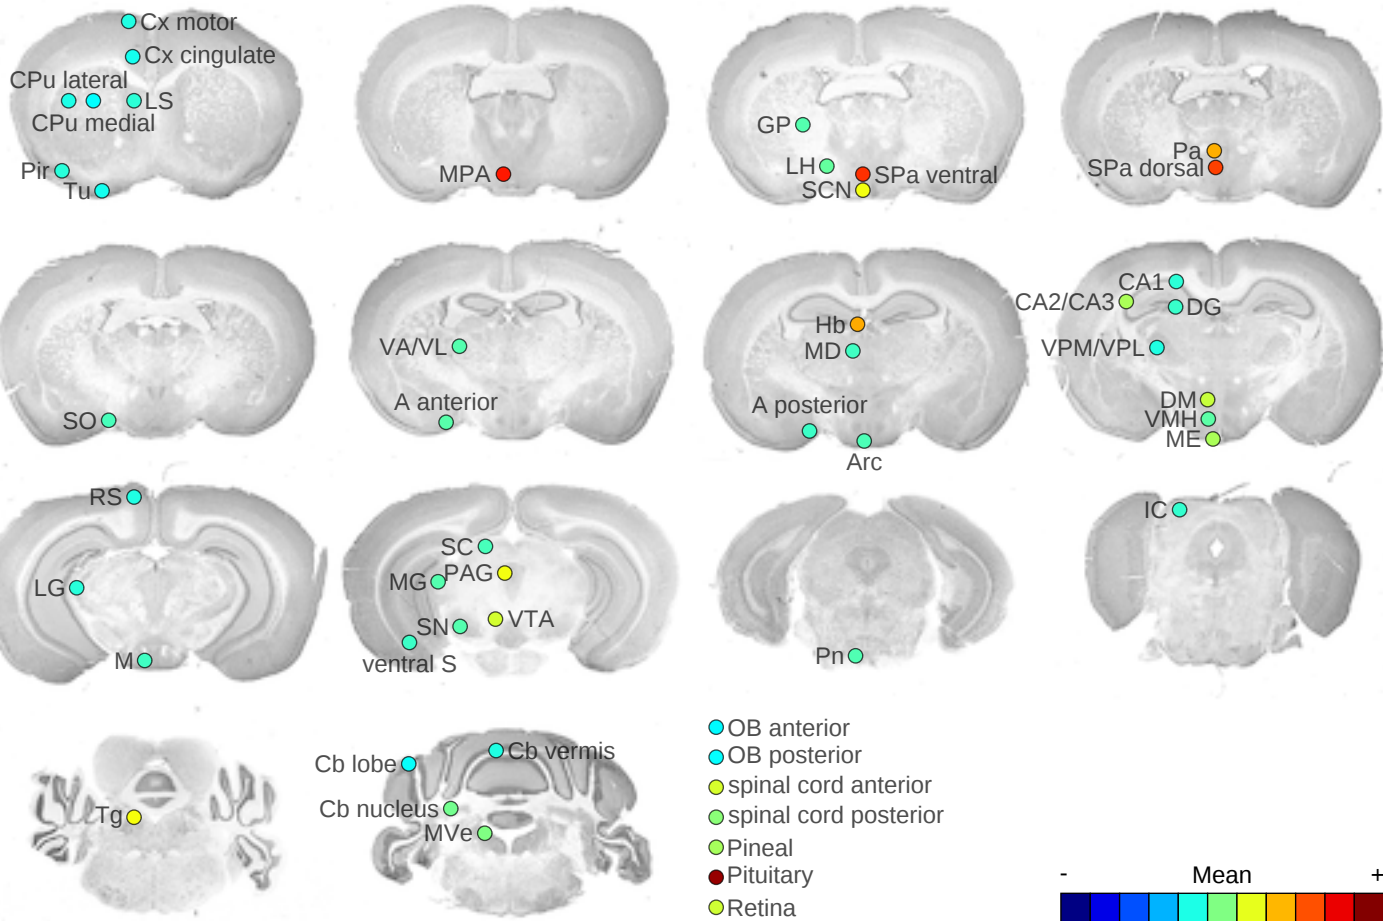 Cx motor
Cx cingulate
CPu lateral
LS
CPu medial
Pir
Tu
MPA
GP
LH
SPa ventral
SCN
Pa
SPa dorsal
SO
VA/VL
A anterior
Hb
MD
A posterior
Arc
CA1
CA2/CA3
DG
VPM/VPL
DM
VMH
ME
RS
LG
M
SC
MG
PAG
SN
VTA
ventral S
Pn
IC
Tg
Cb lobe
Cb vermis
Cb nucleus
MVe
OB anterior
OB posterior
spinal cord anterior
spinal cord posterior
Pineal
Pituitary
Retina
- Mean +